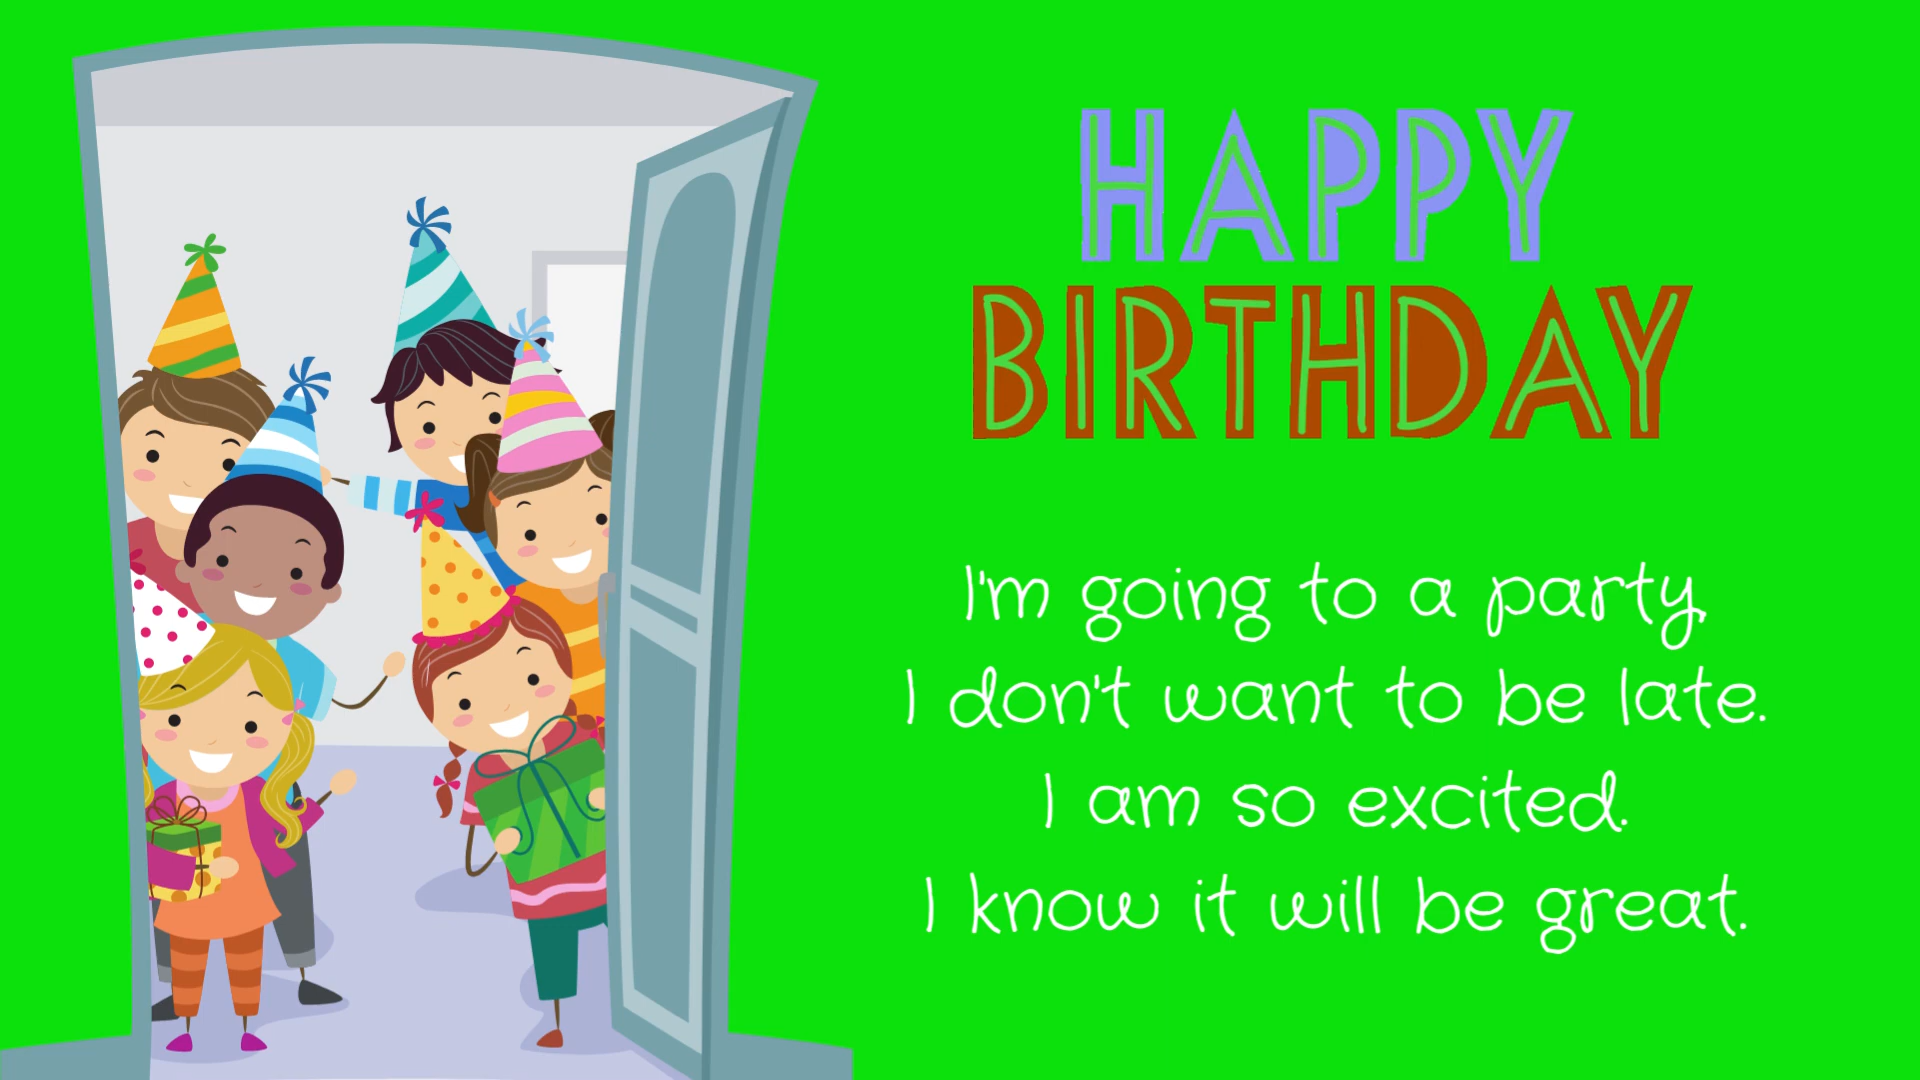 HAPPY
BIRTHDAY
I'm going to a party
I don't want to be late.
I am so excited.
I know it will be great.